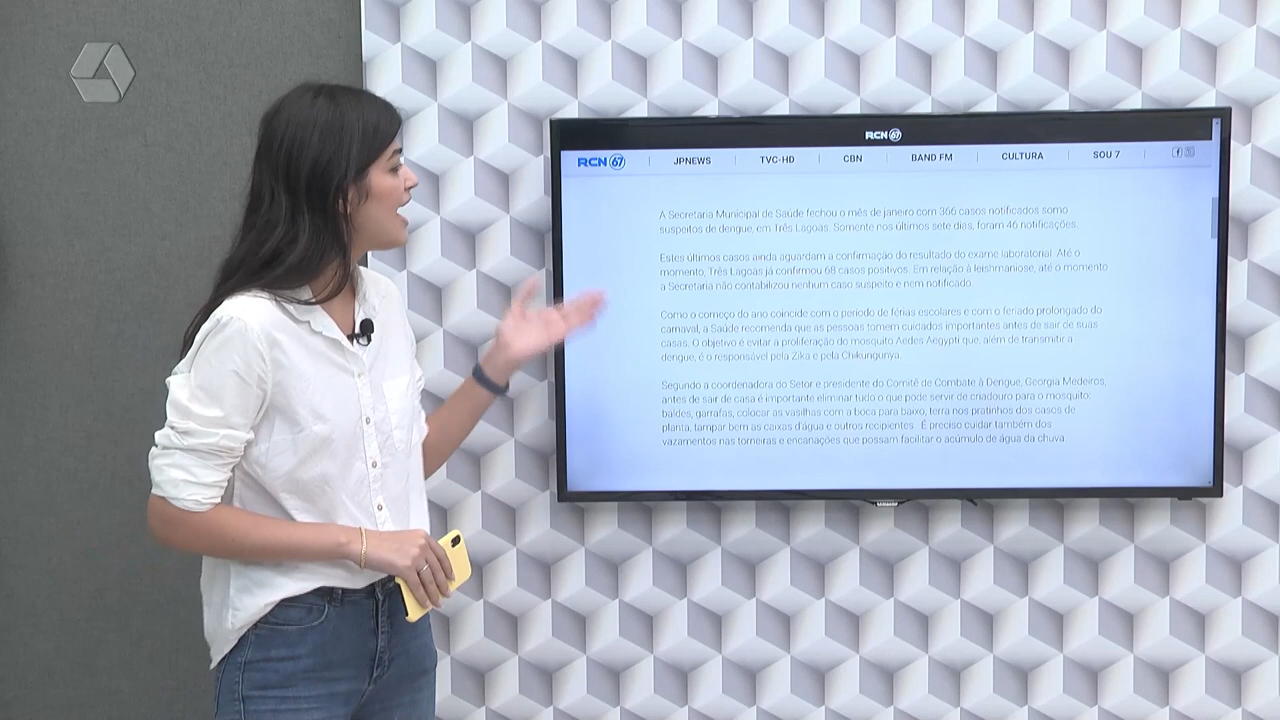 RCN 67
RCN 67 | JPNEWS | TVC-HD | CBN | BAND FM | CULTURA | SOU 7 |
A Secretaria Municipal de Saúde fechou o mês de janeiro com 366 casos notificados somo
suspeitos de dengue, em Três Lagoas. Somente nos últimos sete dias, foram 46 notificações.
Estes últimos casos ainda aguardam a confirmação do resultado do exame laboratorial. Até o
momento, Três Lagoas já confirmou 68 casos positivos. Em relação à leishmaniose, até o momento
a Secretaria não contabilizou nenhum caso suspeito e nem notificado.
Como o começo do ano coincide com o período de férias escolares e com o feriado prolongado do
carnaval, a Saúde recomenda que as pessoas tomem cuidados importantes antes de sair de suas
casas. O objetivo é evitar a proliferação do mosquito Aedes Aegypti que, além de transmitir a
dengue, é o responsável pela Zika e pela Chikungunya.
Segundo a coordenadora do Setor e presidente do Comitê de Combate à Dengue, Georgia Medeiros,
antes de sair de casa é importante eliminar tudo o que pode servir de criadouro para o mosquito:
baldes, garrafas, colocar as vasilhas com a boca para baixo, terra nos pratinhos dos casos de
planta, tampar bem as caixas d'água e outros recipientes. É preciso cuidar também dos
vazamentos nas torneiras e encanações que possam facilitar o acúmulo de água da chuva